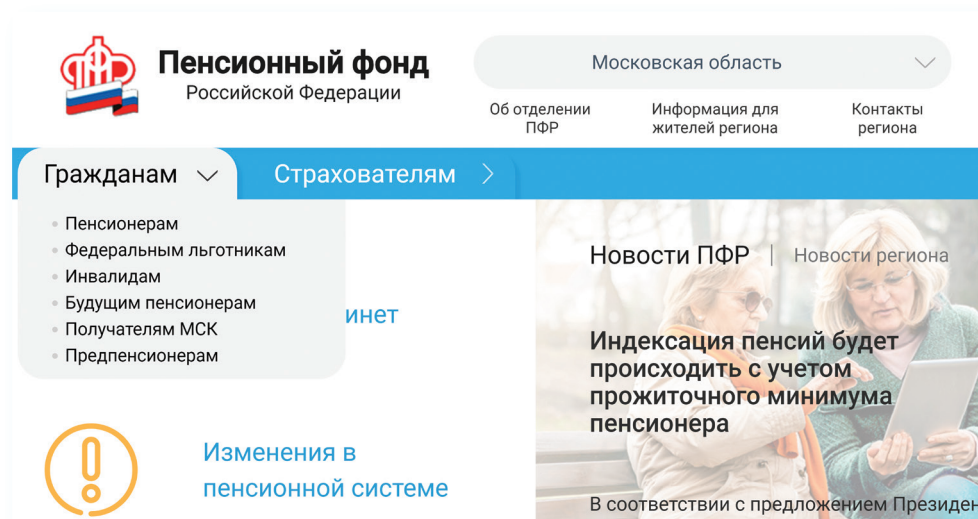 Пенсионный фонд
Российской Федерации
Московская область
Об отделении
ПФР
Информация для
жителей региона
Контакты
региона
Гражданам
Страхователям
Пенсионерам
Федеральным льготникам
Инвалидам
Будущим пенсионерам
Получателям МСК
Предпенсионерам
инет
Изменения в
пенсионной системе
Новости ПФР | Новости региона
Индексация пенсий будет
происходить с учетом
прожиточного минимума
пенсионера
В соответствии с предложением Президен